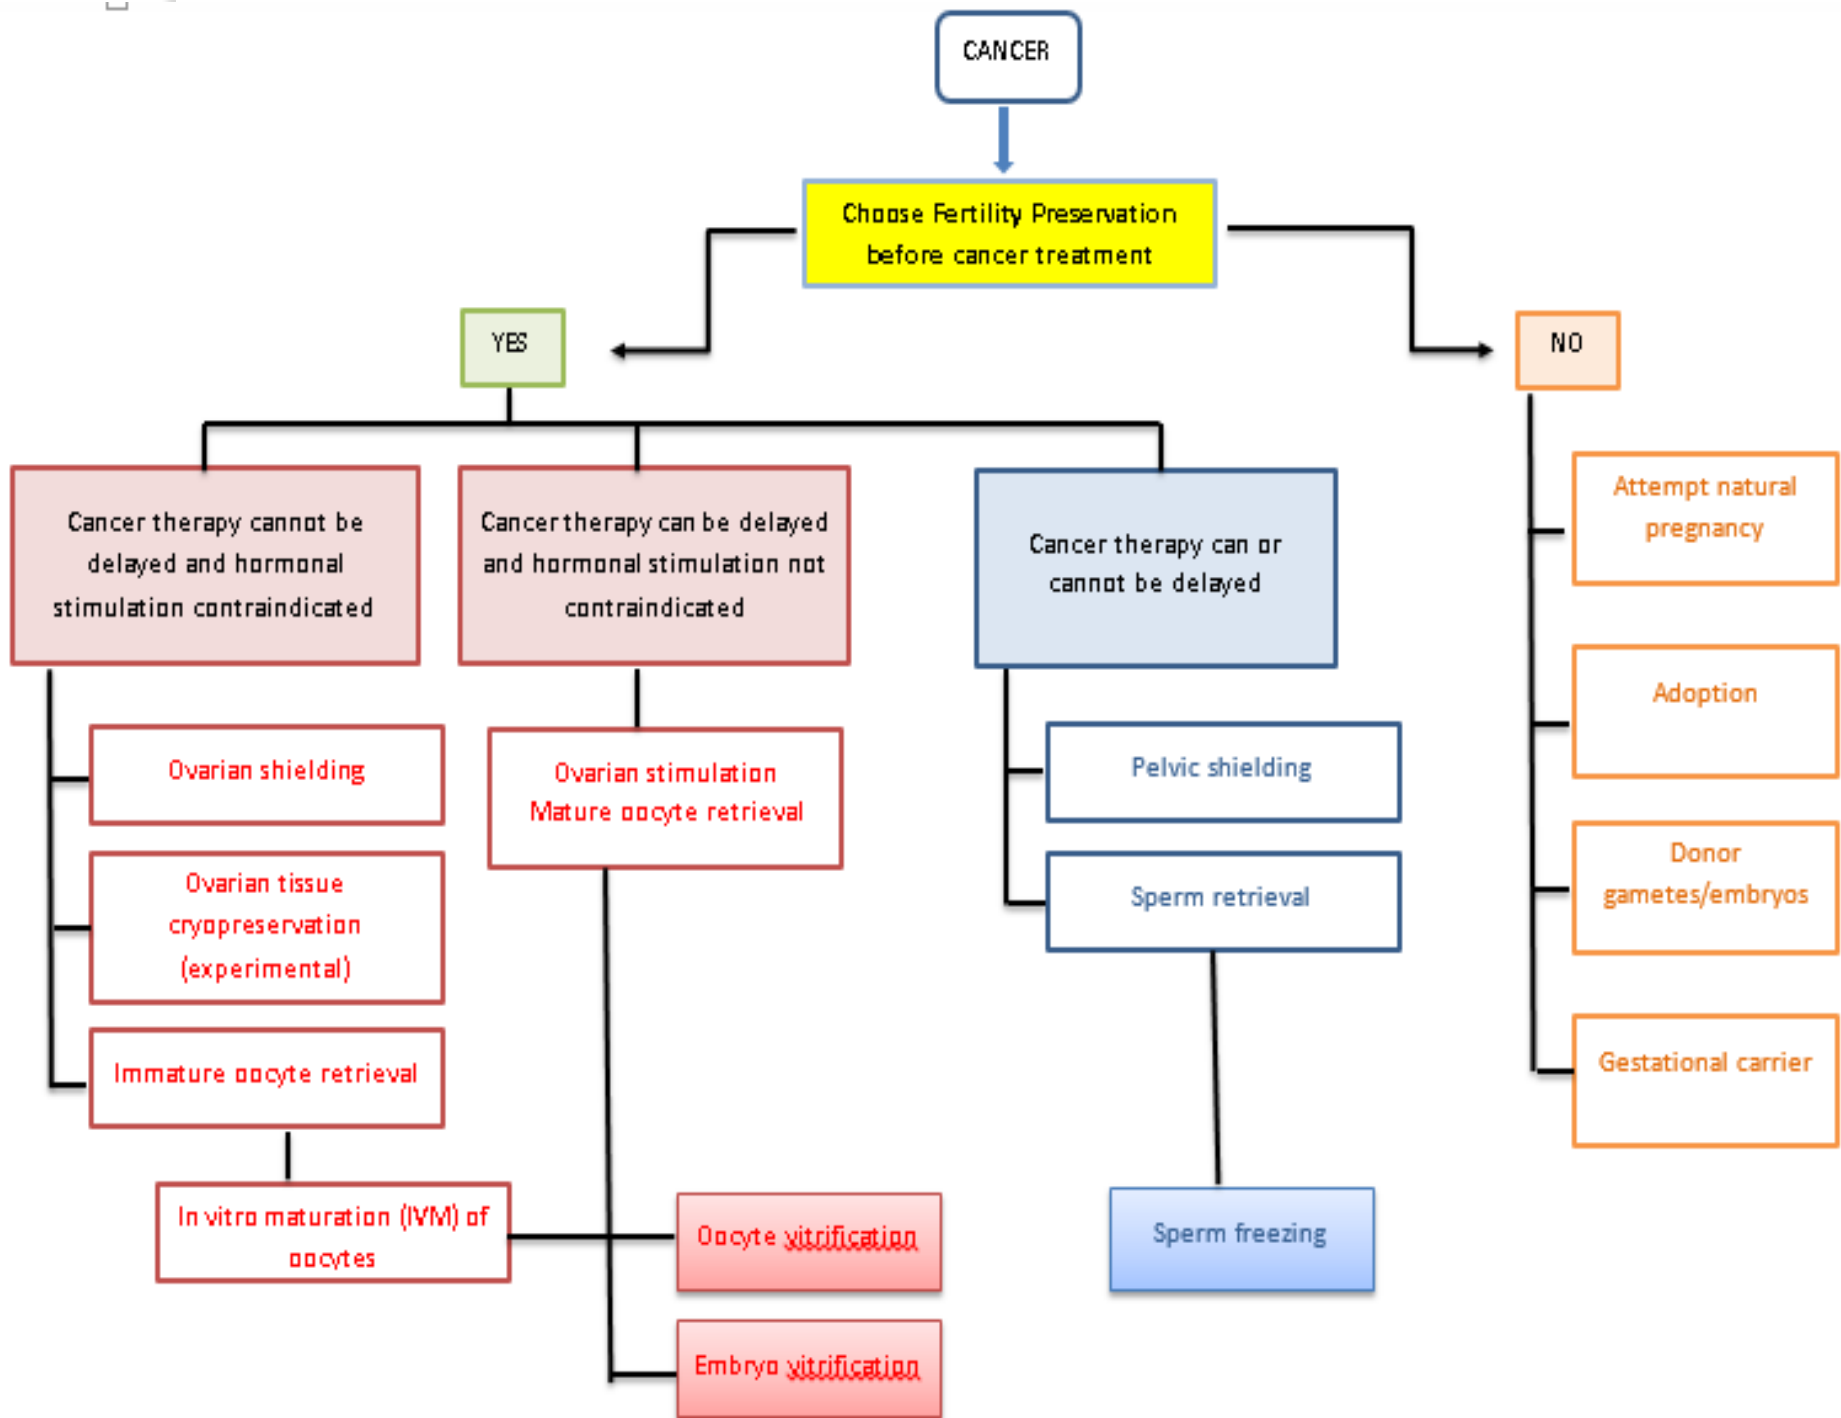 CANCER
Choose Fertility Preservation
before cancer treatment
YES
NO
Cancer therapy cannot be
delayed and hormonal
stimulation contraindicated
Cancer therapy can be delayed
and hormonal stimulation not
contraindicated
Cancer therapy can or
cannot be delayed
Attempt natural
pregnancy
Adoption
Donor
gametes/embryos
Gestational carrier
Ovarian shielding
Ovarian tissue
cryopreservation
(experimental)
Immature oocyte retrieval
In vitro maturation (IVM) of
oocytes
Ovarian stimulation
Mature oocyte retrieval
Oocyte vitrification
Embryo vitrification
Pelvic shielding
Sperm retrieval
Sperm freezing